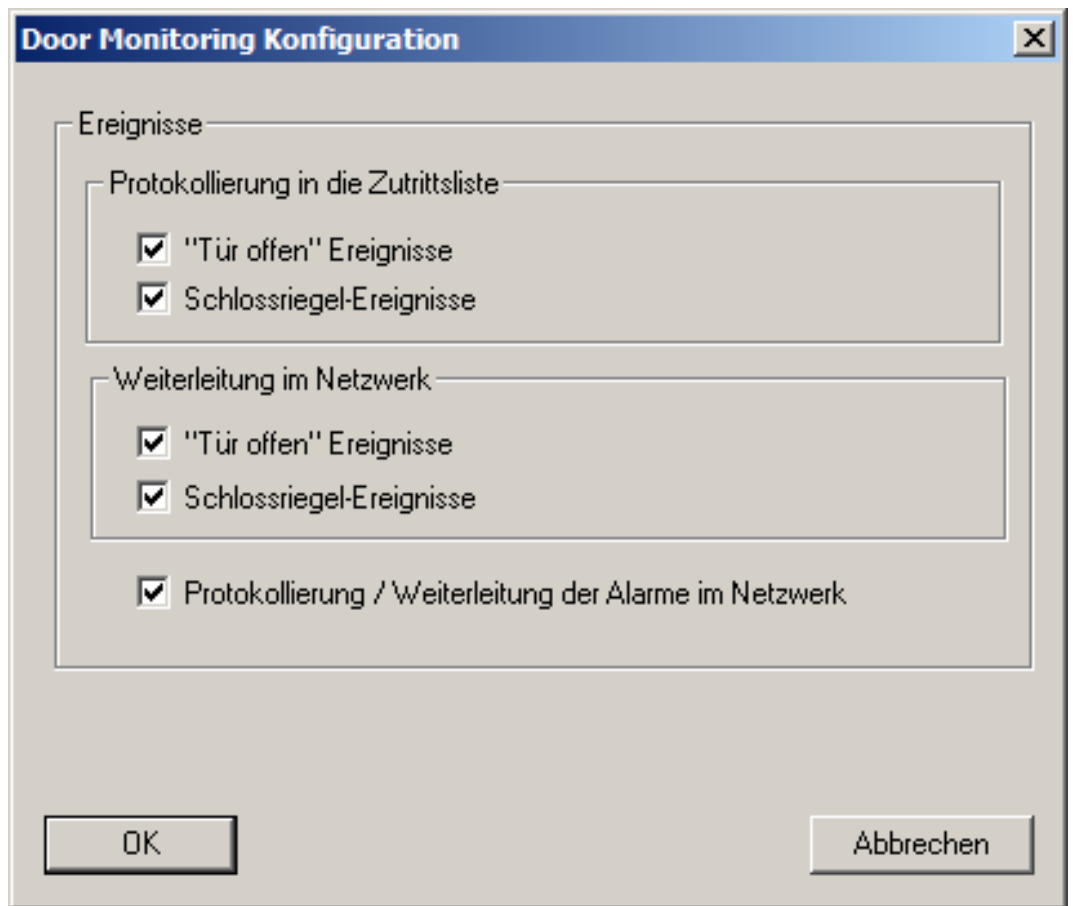 Door Monitoring Konfiguration
Ereignisse
Protokollierung in die Zutrittsliste
"Tür offen" Ereignisse
Schlossriegel-Ereignisse
Weiterleitung im Netzwerk
"Tür offen" Ereignisse
Schlossriegel-Ereignisse
Protokollierung / Weiterleitung der Alarme im Netzwerk
OK
Abbrechen